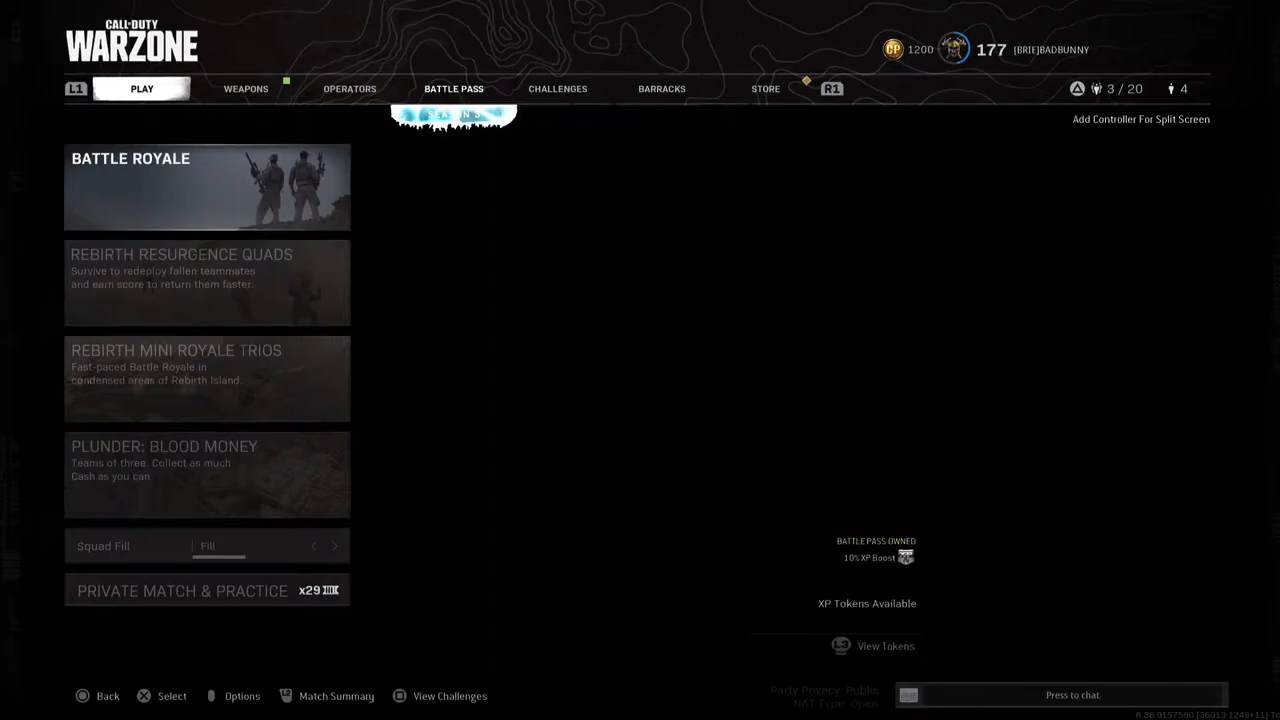 CALL OF DUTY
WARZONE
CP 1200 177 [BRIE]BADBUNNY
L1 PLAY WEAPONS OPERATORS BATTLE PASS CHALLENGES BARRACKS STORE R1 3 / 20 4
SEASON 3
Add Controller For Split Screen
BATTLE ROYALE
REBIRTH RESURGENCE QUADS
Survive to redeploy fallen teammates
and earn score to return them faster.
REBIRTH MINI ROYALE TRIOS
Fast-paced Battle Royale in
condensed areas of Rebirth Island.
PLUNDER: BLOOD MONEY
Teams of three. Collect as much
Cash as you can.
Squad Fill Fill
PRIVATE MATCH & PRACTICE x29
BATTLE PASS OWNED
10% XP Boost
XP Tokens Available
L3 View Tokens
Back Select Options L2 Match Summary View Challenges
Party Privacy: Public
NAT Type: Open
Press to chat